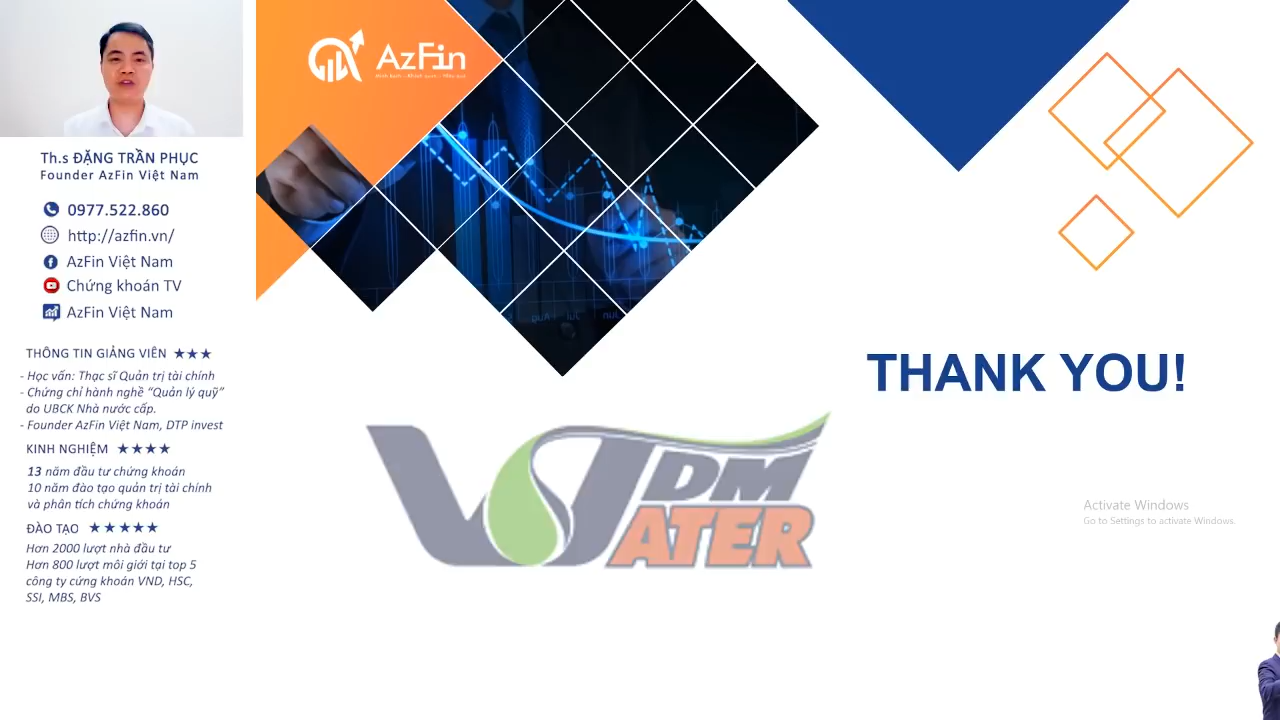 Th.s ĐẶNG TRẦN PHỤC
Founder AzFin Việt Nam
0977.522.860
http://azfin.vn/
AzFin Việt Nam
Chứng khoán TV
AzFin Việt Nam
THÔNG TIN GIẢNG VIÊN ★★★
- Học vấn: Thạc sĩ Quản trị tài chính
- Chứng chỉ hành nghề “Quản lý quỹ”
do UBCK Nhà nước cấp.
- Founder AzFin Việt Nam, DTP invest
KINH NGHIỆM ★★★★
13 năm đầu tư chứng khoán
10 năm đào tạo quản trị tài chính
và phân tích chứng khoán
ĐÀO TẠO ★★★★★
Hơn 2000 lượt nhà đầu tư
Hơn 800 lượt môi giới tại top 5
công ty cứng khoán VND, HSC,
SSI, MBS, BVS
AzFin
THANK YOU!
WDM
WATER
Activate Windows
Go to Settings to activate Windows.